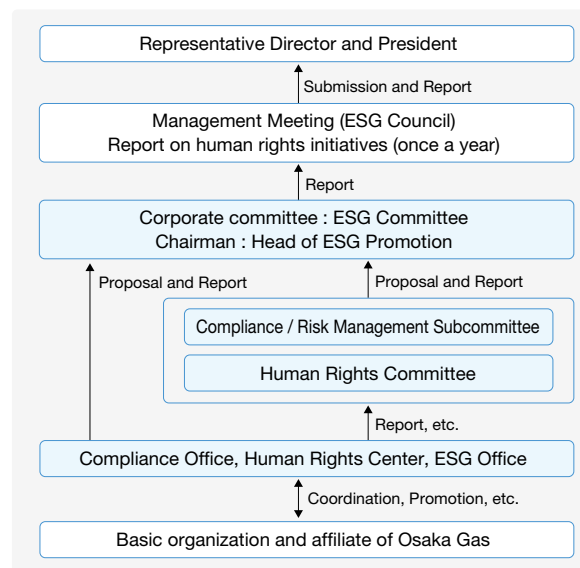 Representative Director and President
Submission and Report
Management Meeting (ESG Council)
Report on human rights initiatives (once a year)
Report
Corporate committee : ESG Committee
Chairman : Head of ESG Promotion
Proposal and Report
Proposal and Report
Compliance / Risk Management Subcommittee
Human Rights Committee
Report, etc.
Compliance Office, Human Rights Center, ESG Office
Coordination, Promotion, etc.
Basic organization and affiliate of Osaka Gas